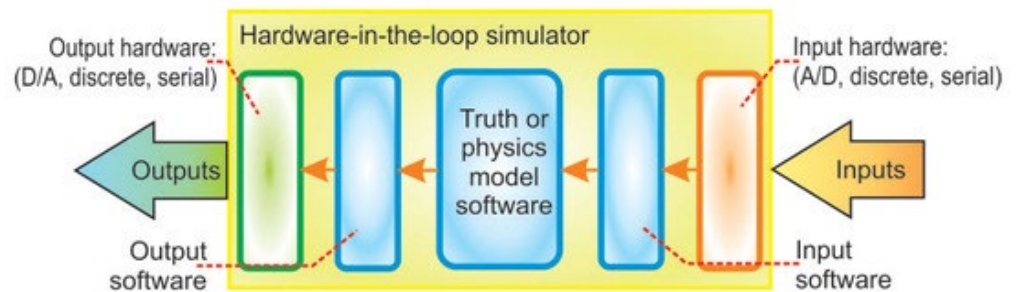 Hardware-in-the-loop simulator
Output hardware:
(D/A, discrete, serial)
Input hardware:
(A/D, discrete, serial)
Truth or
physics
model
software
Outputs
Inputs
Output
software
Input
software